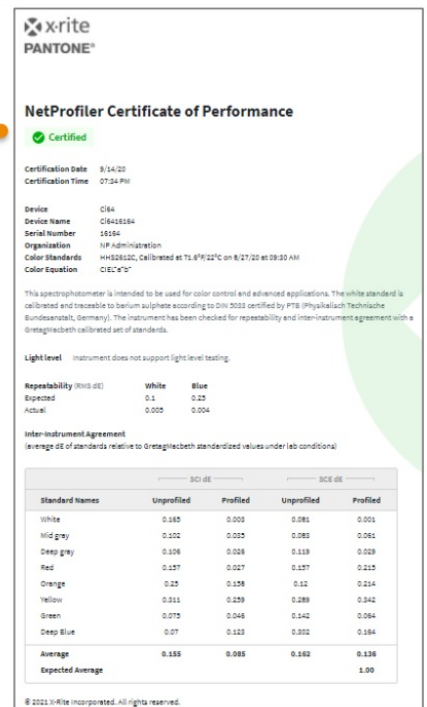 x·rite
PANTONE®
NetProfiler Certificate of Performance
Certified
Certification Date 9/14/20
Certification Time 07:34 PM
Device Ci64
Device Name Ci6416164
Serial Number 16164
Organization NP Administration
Color Standards HHS2612C, Calibrated at 71.6°F/22°C on 8/27/20 at 09:30 AM
Color Equation CIEL*a*b*
This spectrophotometer is intended to be used for color control and advanced applications. The white standard is
calibrated and traceable to barium sulphate according to DIN 5033 certified by PTB (Physikalisch Technische
Bundesanstalt, Germany). The instrument has been checked for repeatability and inter-instrument agreement with a
GretagMacbeth calibrated set of standards.
Light level Instrument does not support light level testing.
Repeatability (RMS dE) White Blue
Expected 0.1 0.25
Actual 0.005 0.004
Inter-Instrument Agreement
(average dE of standards relative to GretagMacbeth standardized values under lab conditions)
SCI dE SCE dE
Standard Names Unprofiled Profiled Unprofiled Profiled
White 0.165 0.003 0.081 0.001
Mid gray 0.102 0.035 0.083 0.061
Deep gray 0.106 0.026 0.119 0.029
Red 0.157 0.027 0.157 0.215
Orange 0.25 0.158 0.12 0.214
Yellow 0.311 0.259 0.289 0.342
Green 0.075 0.046 0.142 0.064
Deep Blue 0.07 0.123 0.302 0.164
Average 0.155 0.085 0.162 0.136
Expected Average 1.00
© 2021 X-Rite Incorporated. All rights reserved.